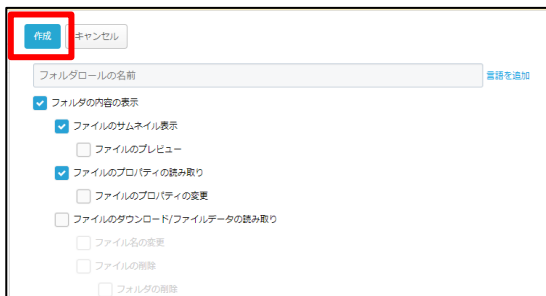 作成 キャンセル
フォルダロールの名前 言語を追加
フォルダの内容の表示
ファイルのサムネイル表示
ファイルのプレビュー
ファイルのプロパティの読み取り
ファイルのプロパティの変更
ファイルのダウンロード/ファイルデータの読み取り
ファイル名の変更
ファイルの削除
フォルダの削除